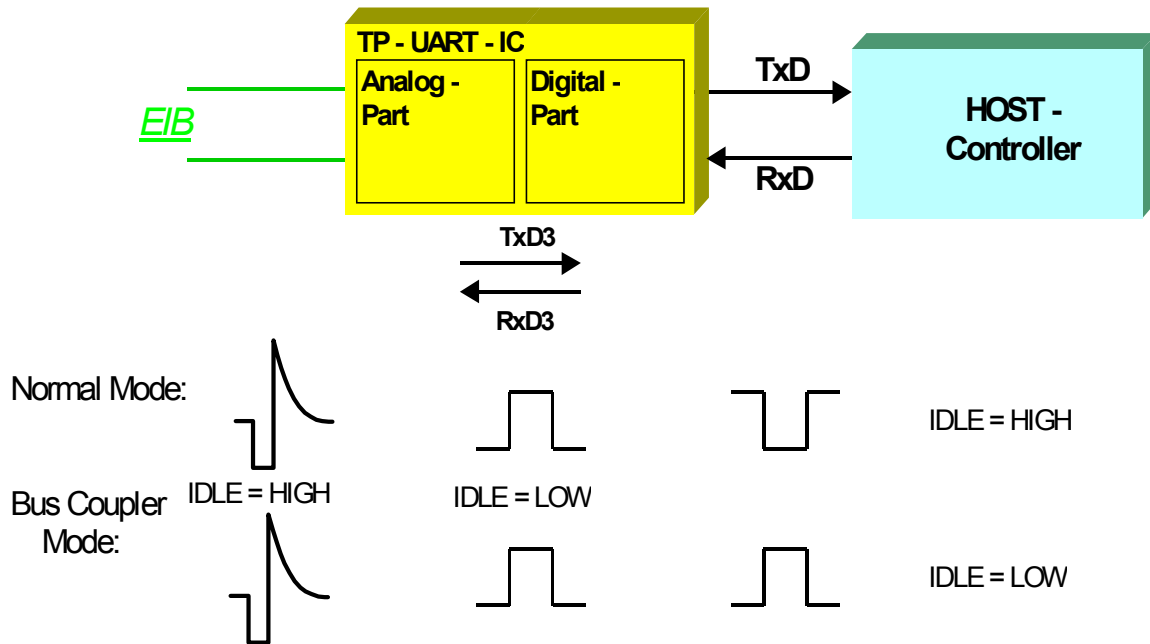 TP - UART - IC
Analog -
Part
Digital -
Part
TxD
RxD
HOST -
Controller
EIB
TxD3
RxD3
Normal Mode:
IDLE = HIGH
IDLE = HIGH
IDLE = LOW
Bus Coupler
Mode:
IDLE = LOW